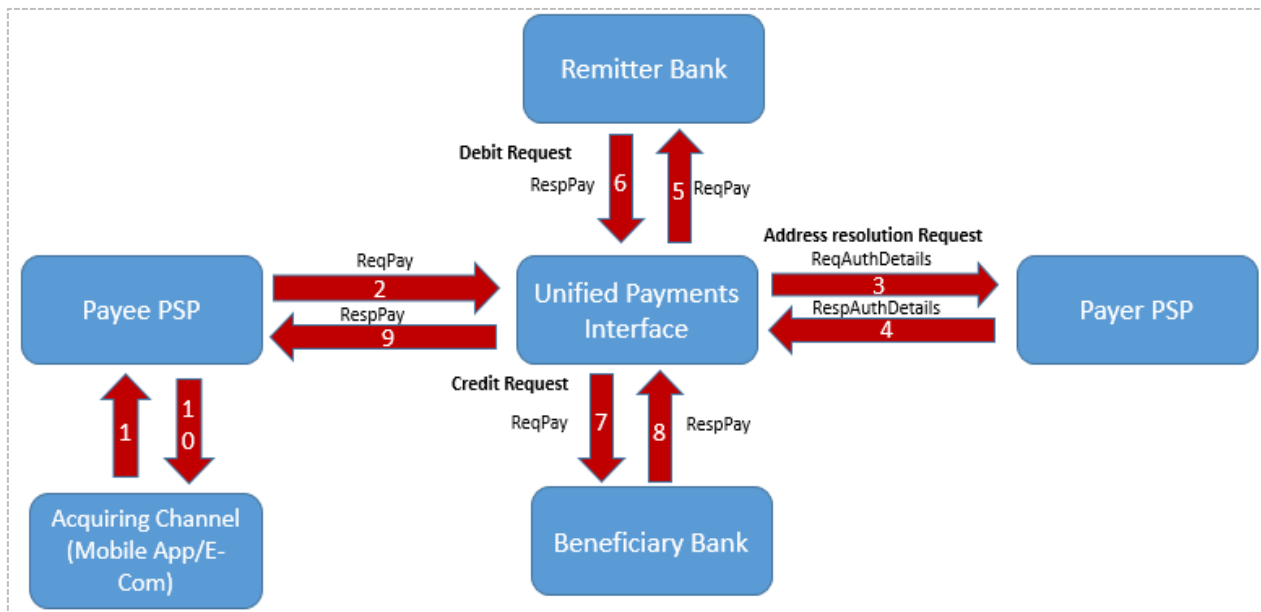 Remitter Bank
Debit Request
RespPay
6
5
ReqPay
Address resolution Request
ReqAuthDetails
3
RespAuthDetails
4
ReqPay
2
RespPay
9
Payee PSP
Unified Payments
Interface
Payer PSP
Credit Request
ReqPay
7
8
RespPay
1
1
0
Acquiring Channel
(Mobile App/E-
Com)
Beneficiary Bank